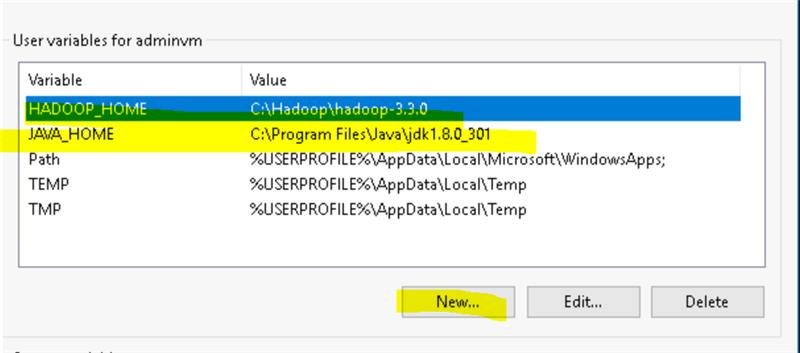 User variables for adminvm
Variable Value
HADOOP_HOME C:\Hadoop\hadoop-3.3.0
JAVA_HOME C:\Program Files\Java\jdk1.8.0_301
Path %USERPROFILE%\AppData\Local\Microsoft\WindowsApps;
TEMP %USERPROFILE%\AppData\Local\Temp
TMP %USERPROFILE%\AppData\Local\Temp
New... Edit... Delete